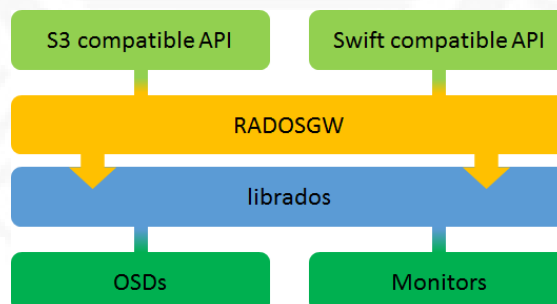 S3 compatible API
Swift compatible API
RADOSGW
librados
OSDs
Monitors